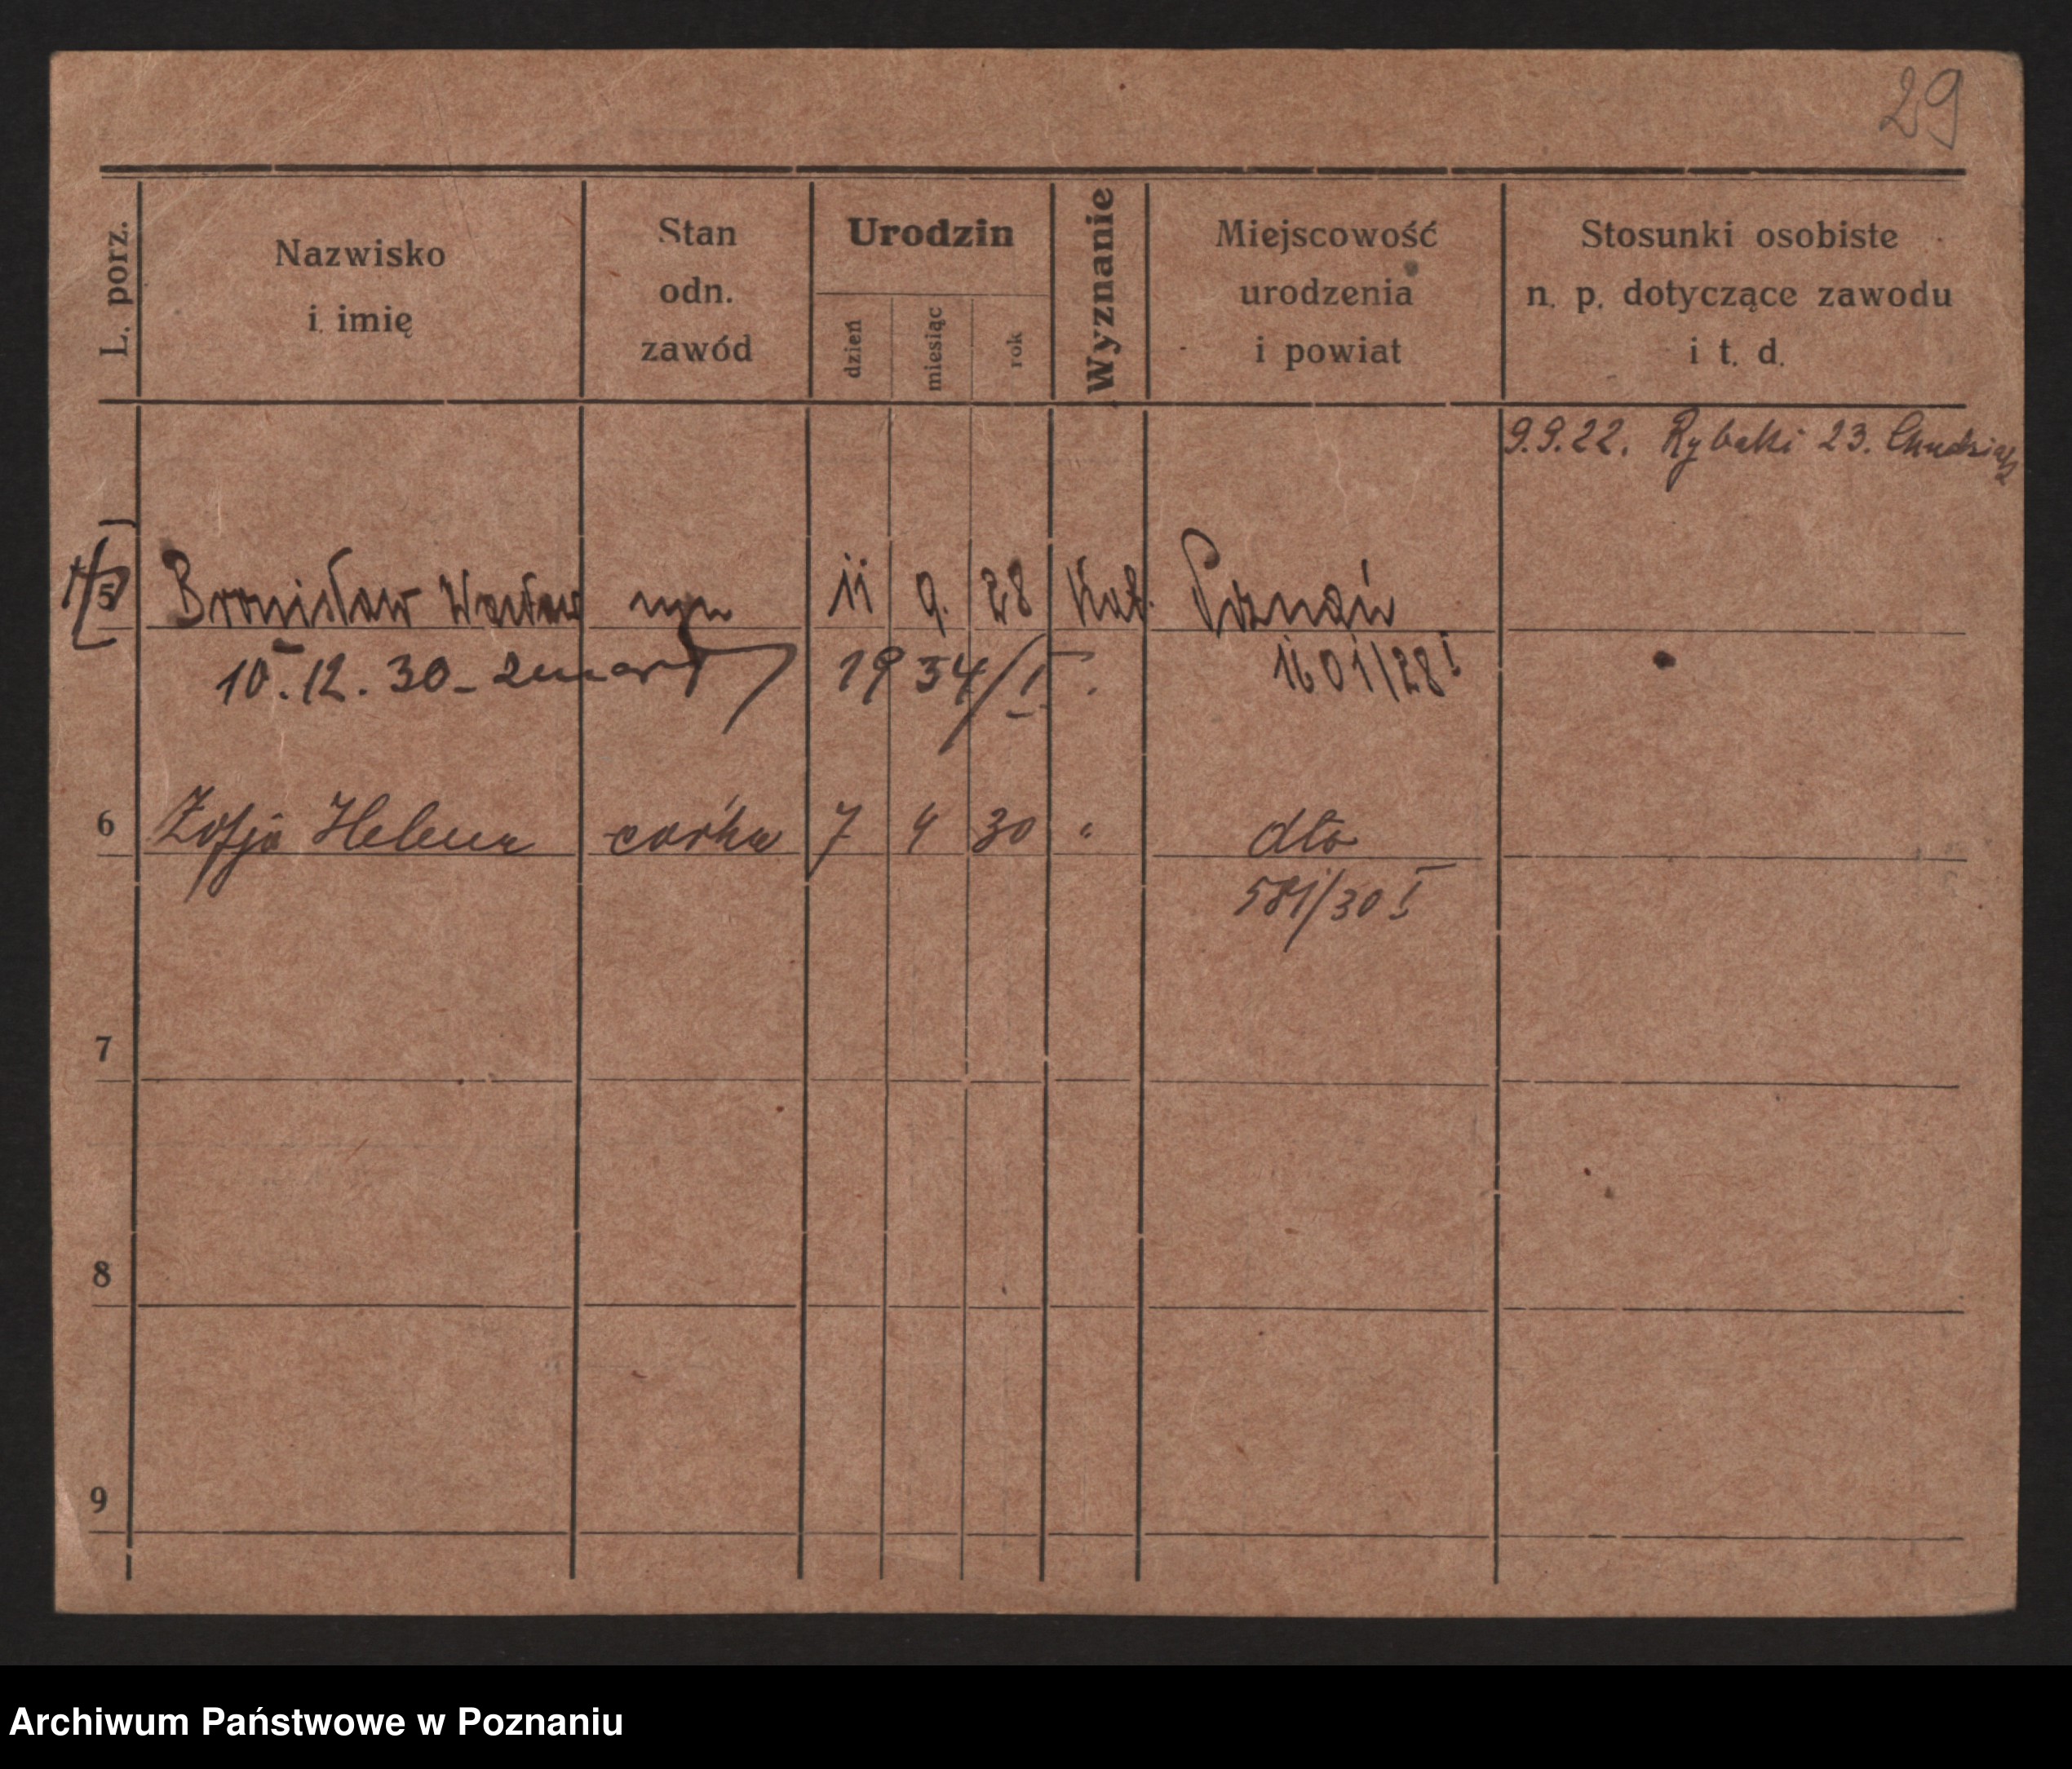 29
L. porz.
Nazwisko
i imię
Stan
odn.
zawód
Urodzin
dzień
miesiąc
rok
Wyznanie
Miejscowość
urodzenia
i powiat
Stosunki osobiste
n. p. dotyczące zawodu
i t. d.
9.9.22. Rybaki 23.
5 Bronisław Wacław syn 11 9. 28 Kat. Poznań
10.12.30 - zmarł 1934/I. 1601/28 I
6 Zofja Helena córka 7 4 30 " dto
581/30 I
7
8
9
Archiwum Państwowe w Poznaniu